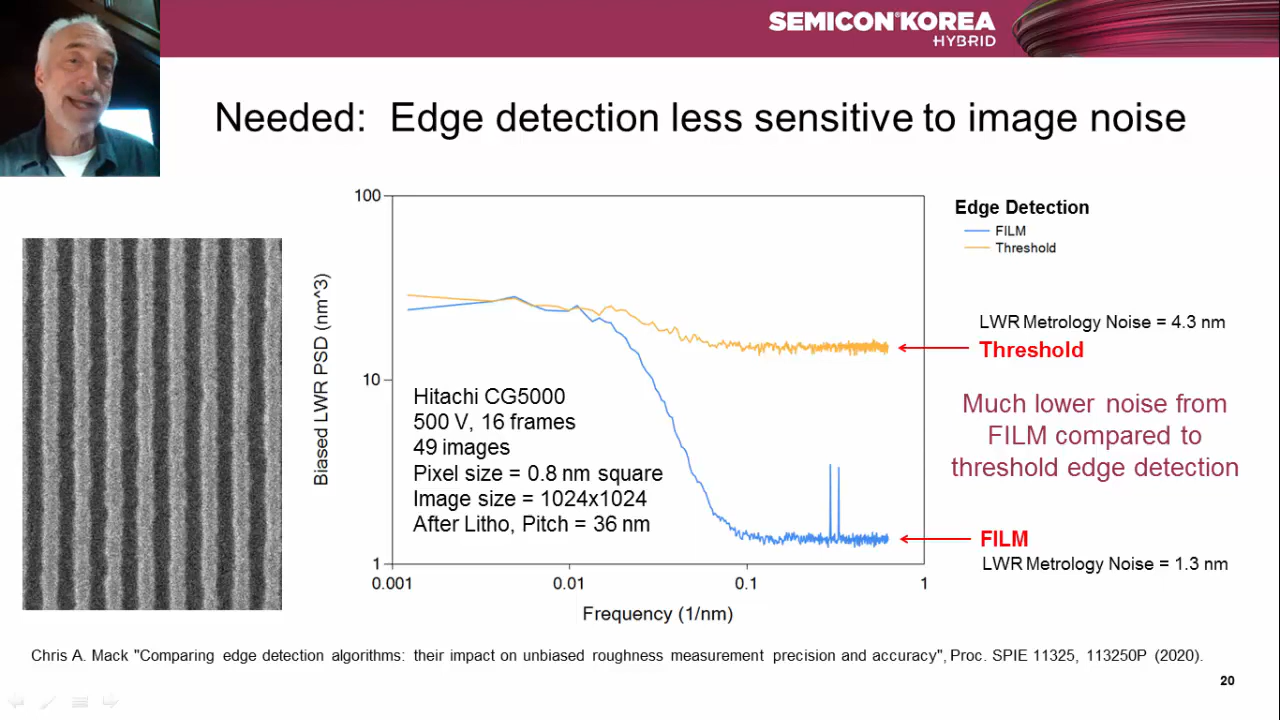 SEMICON KOREA
HYBRID
Needed: Edge detection less sensitive to image noise
100
10
1
0.001
0.01
0.1
1
Biased LWR PSD (nm^3)
Frequency (1/nm)
Hitachi CG5000
500 V, 16 frames
49 images
Pixel size = 0.8 nm square
Image size = 1024x1024
After Litho, Pitch = 36 nm
Edge Detection
FILM
Threshold
LWR Metrology Noise = 4.3 nm
Threshold
Much lower noise from
FILM compared to
threshold edge detection
FILM
LWR Metrology Noise = 1.3 nm
Chris A. Mack "Comparing edge detection algorithms: their impact on unbiased roughness measurement precision and accuracy", Proc. SPIE 11325, 113250P (2020).
20